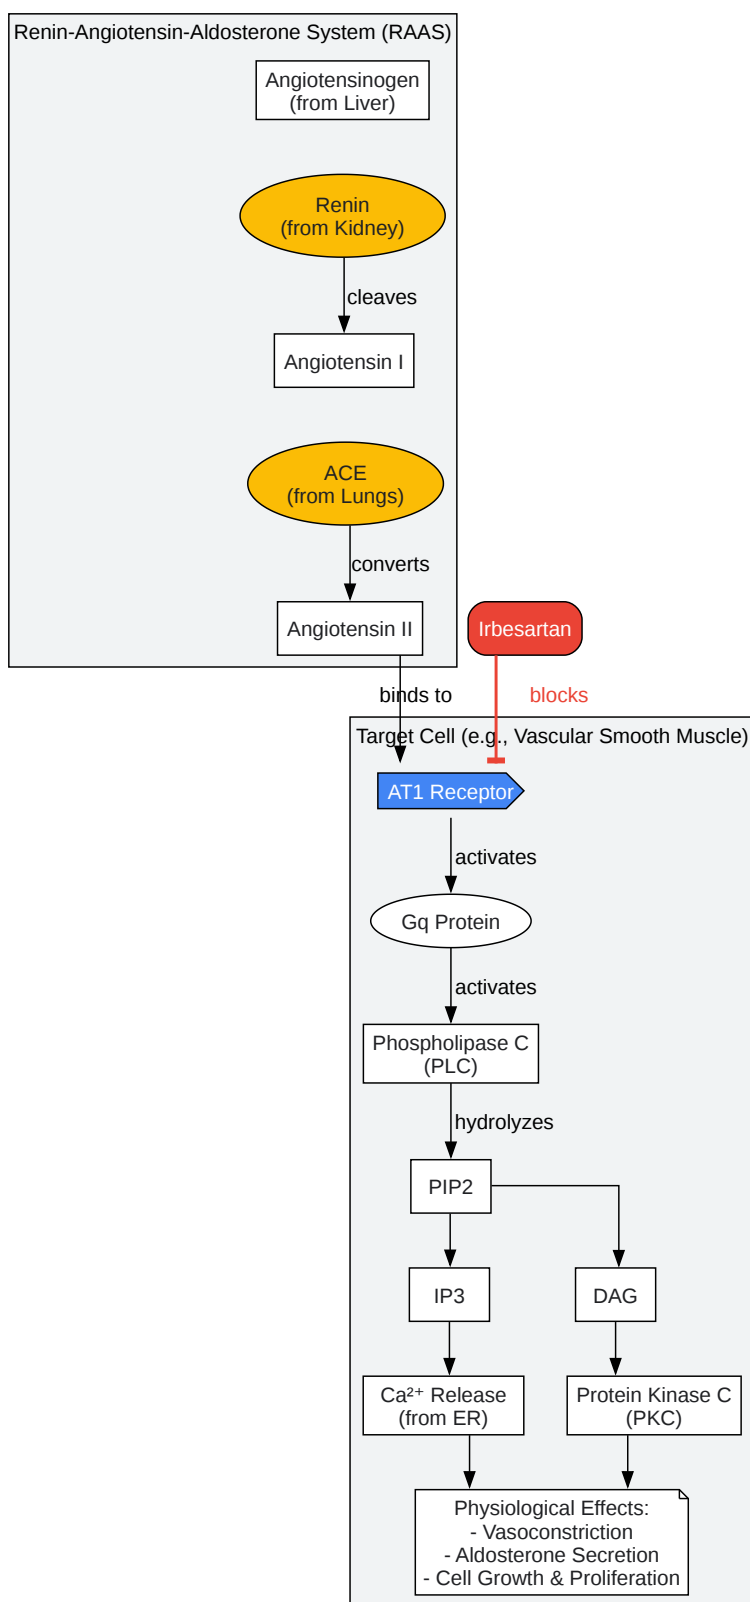 Renin-Angiotensin-Aldosterone System (RAAS)
Angiotensinogen
(from Liver)
Renin
(from Kidney)
cleaves
Angiotensin I
ACE
(from Lungs)
converts
Angiotensin II
Irbesartan
binds to
blocks
Target Cell (e.g., Vascular Smooth Muscle)
AT1 Receptor
activates
Gq Protein
activates
Phospholipase C
(PLC)
hydrolyzes
PIP2
IP3
DAG
Ca²⁺ Release
(from ER)
Protein Kinase C
(PKC)
Physiological Effects:
- Vasoconstriction
- Aldosterone Secretion
- Cell Growth & Proliferation